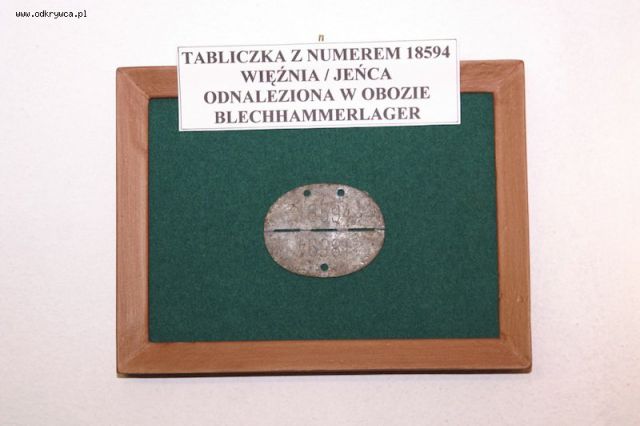 www.odkrywca.pl
TABLICZKA Z NUMEREM 18594
WIĘŹNIA / JEŃCA
ODNALEZIONA W OBOZIE
BLECHHAMMERLAGER